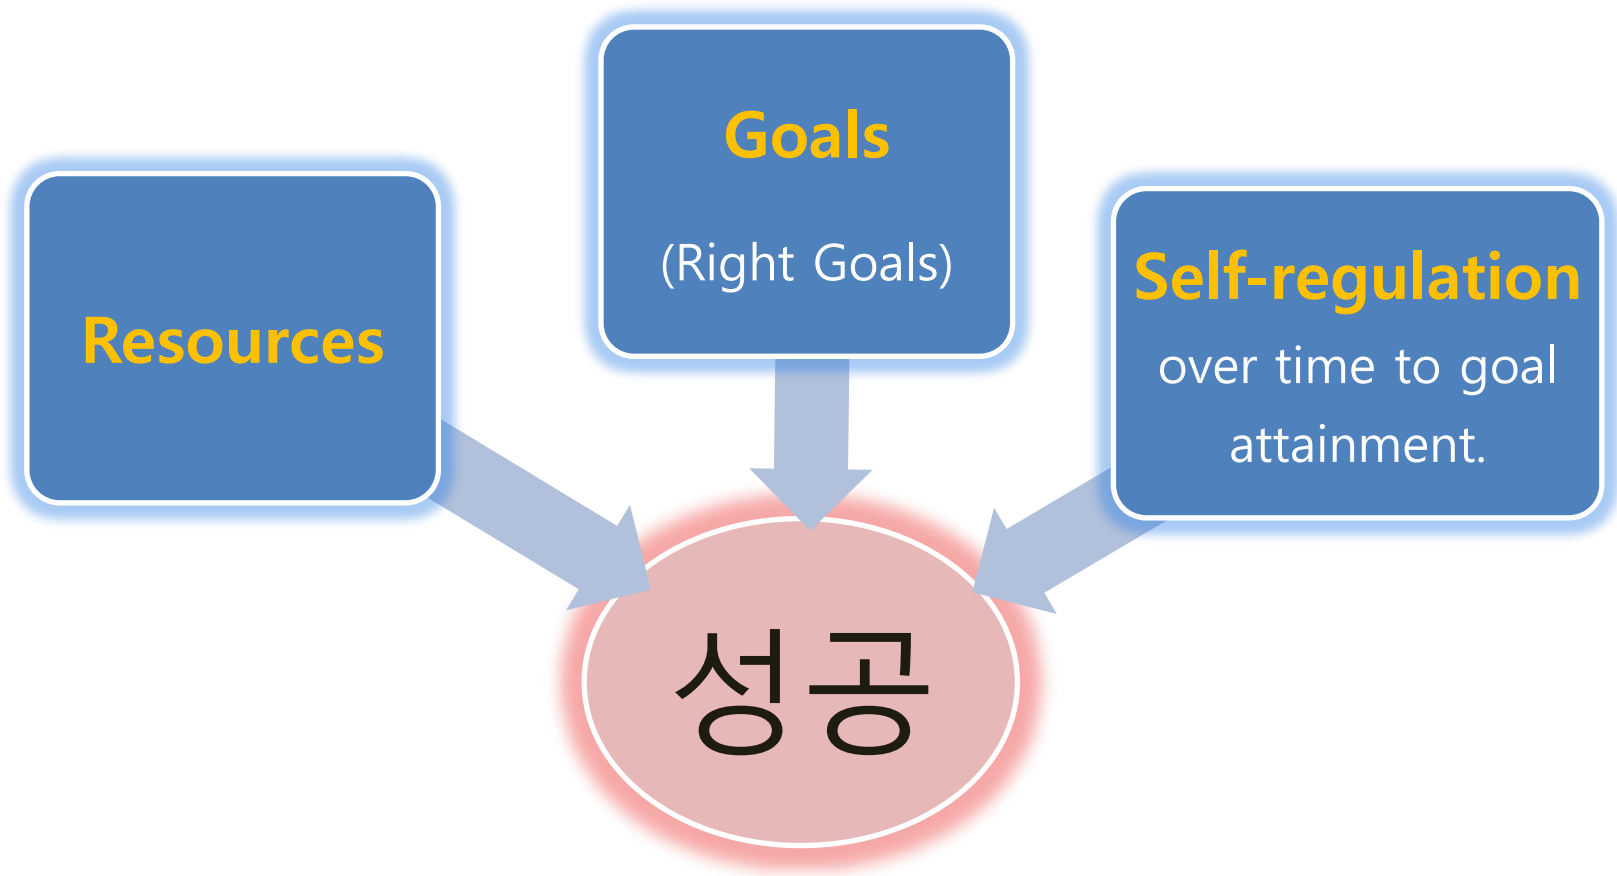 Resources
Goals
(Right Goals)
Self-regulation
over time to goal
attainment.
성공